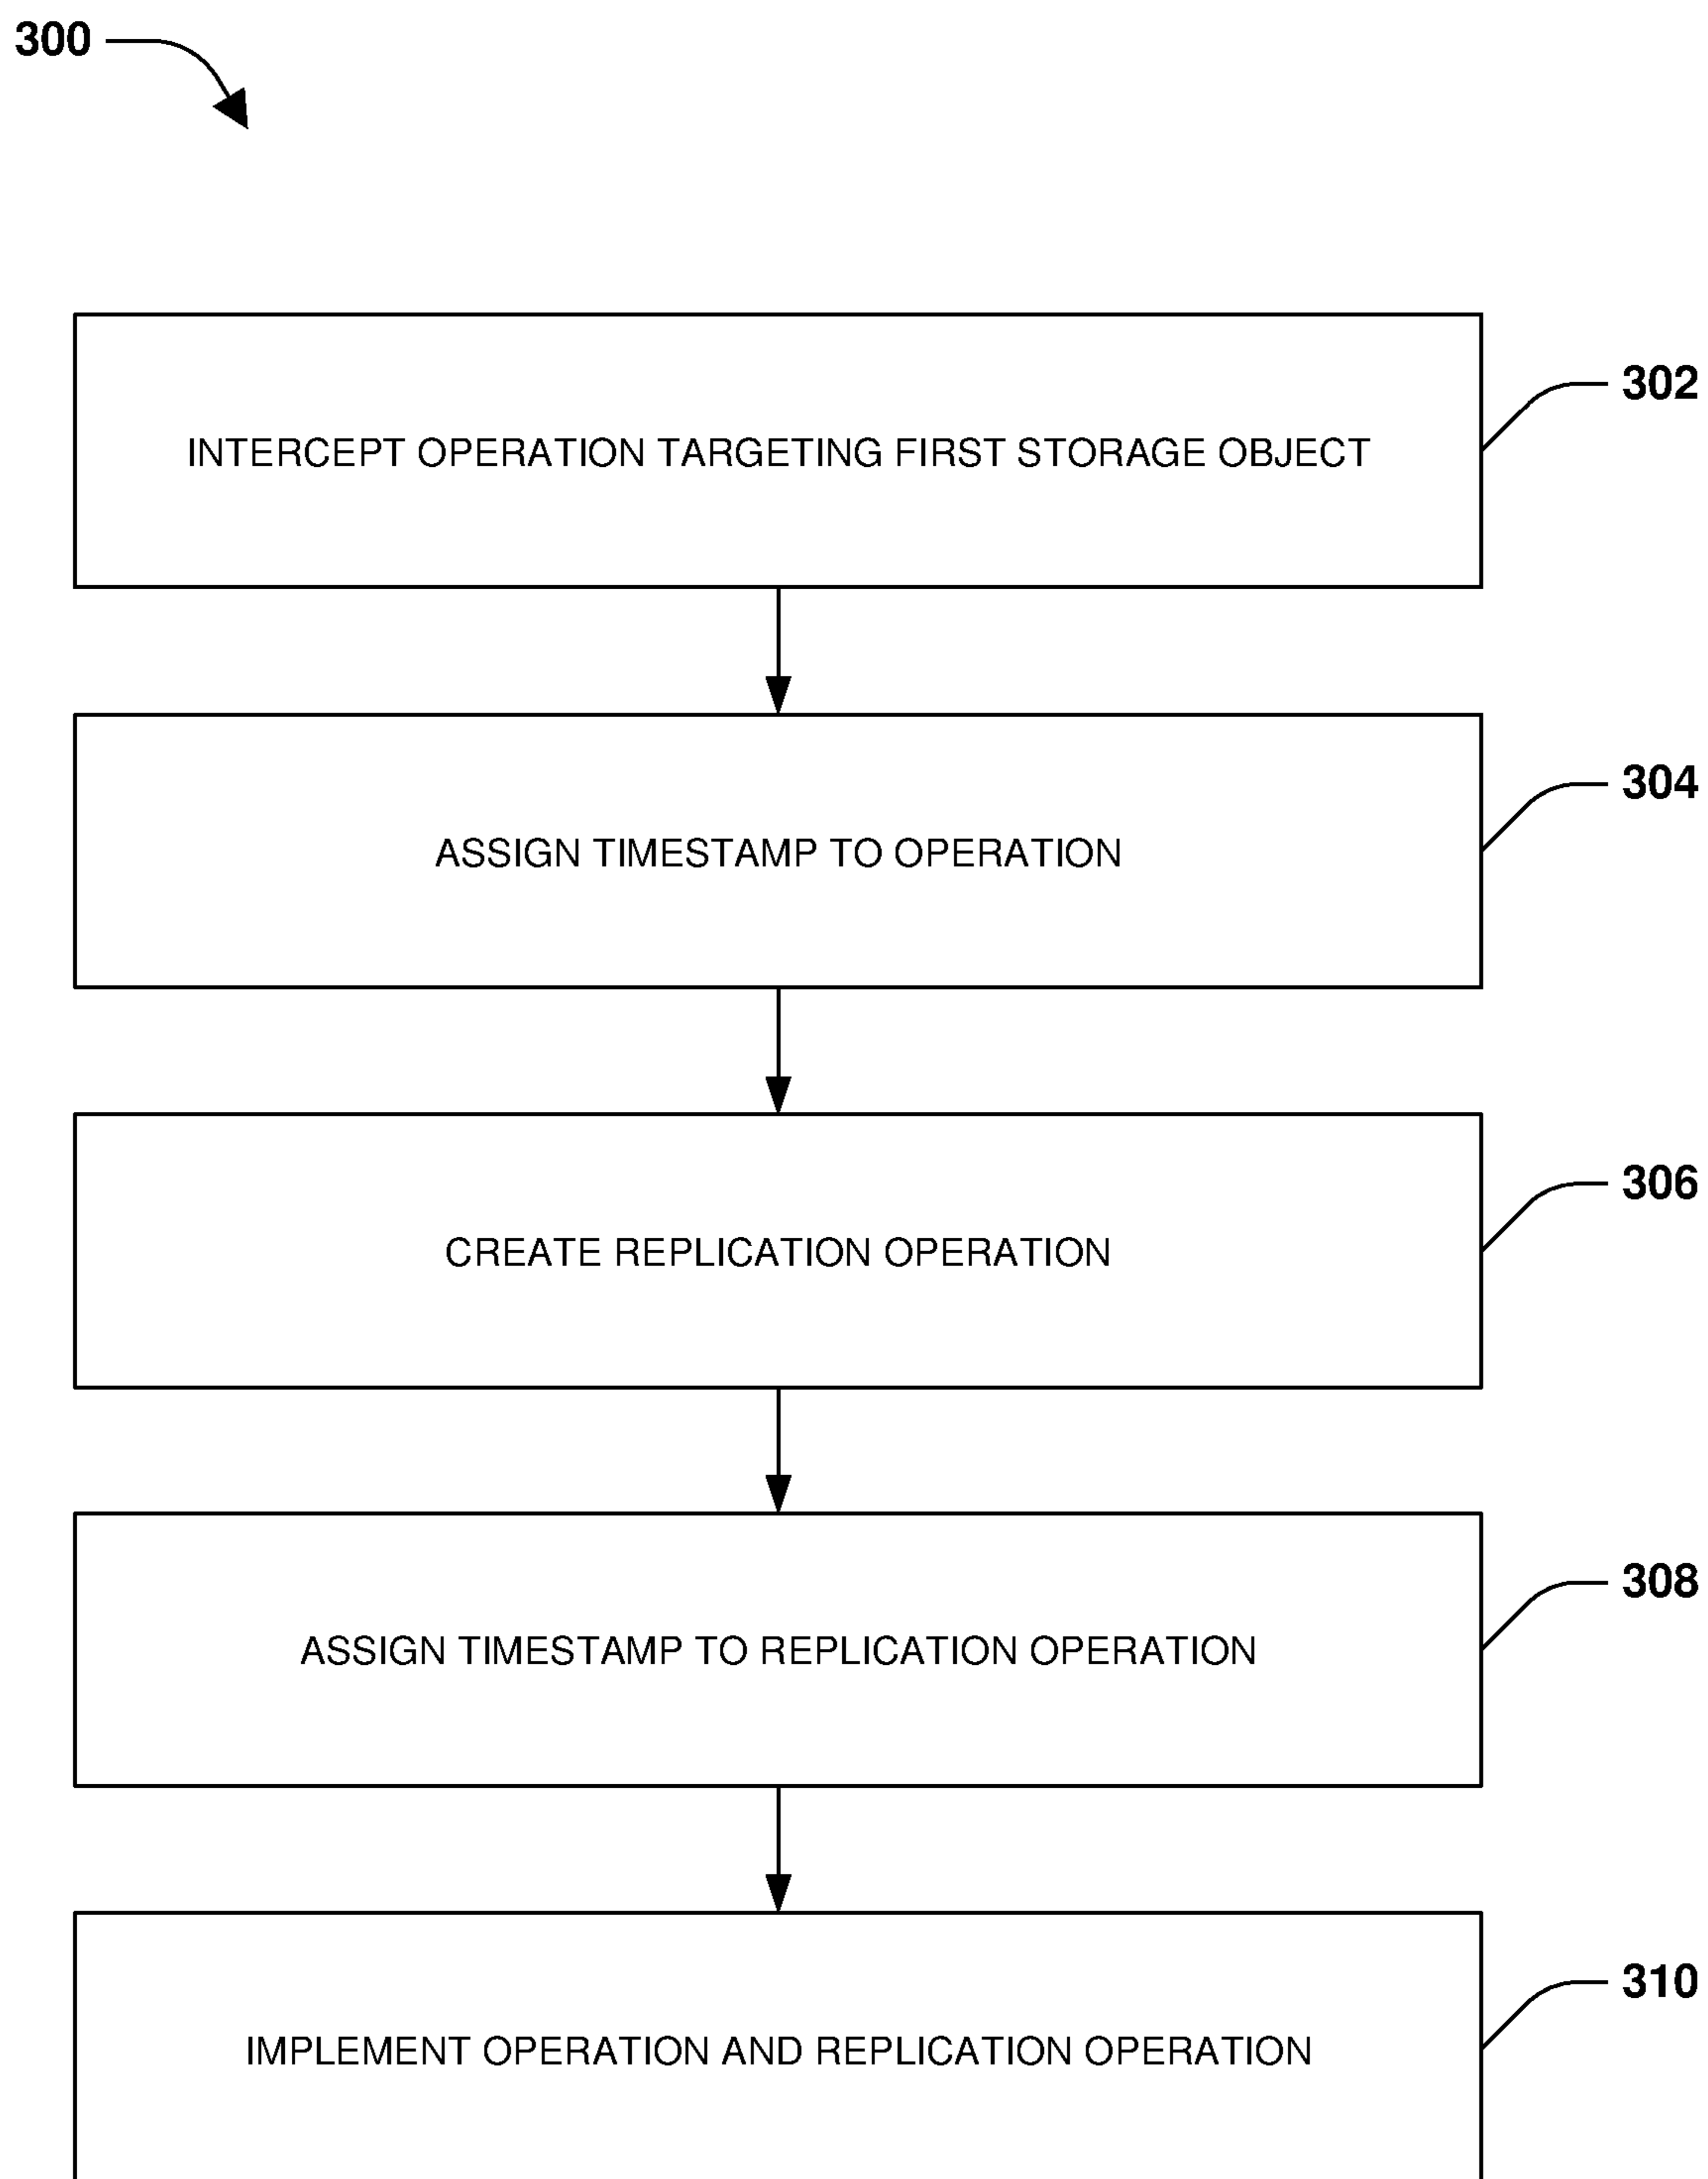 300
INTERCEPT OPERATION TARGETING FIRST STORAGE OBJECT
302
ASSIGN TIMESTAMP TO OPERATION
304
CREATE REPLICATION OPERATION
306
ASSIGN TIMESTAMP TO REPLICATION OPERATION
308
IMPLEMENT OPERATION AND REPLICATION OPERATION
310